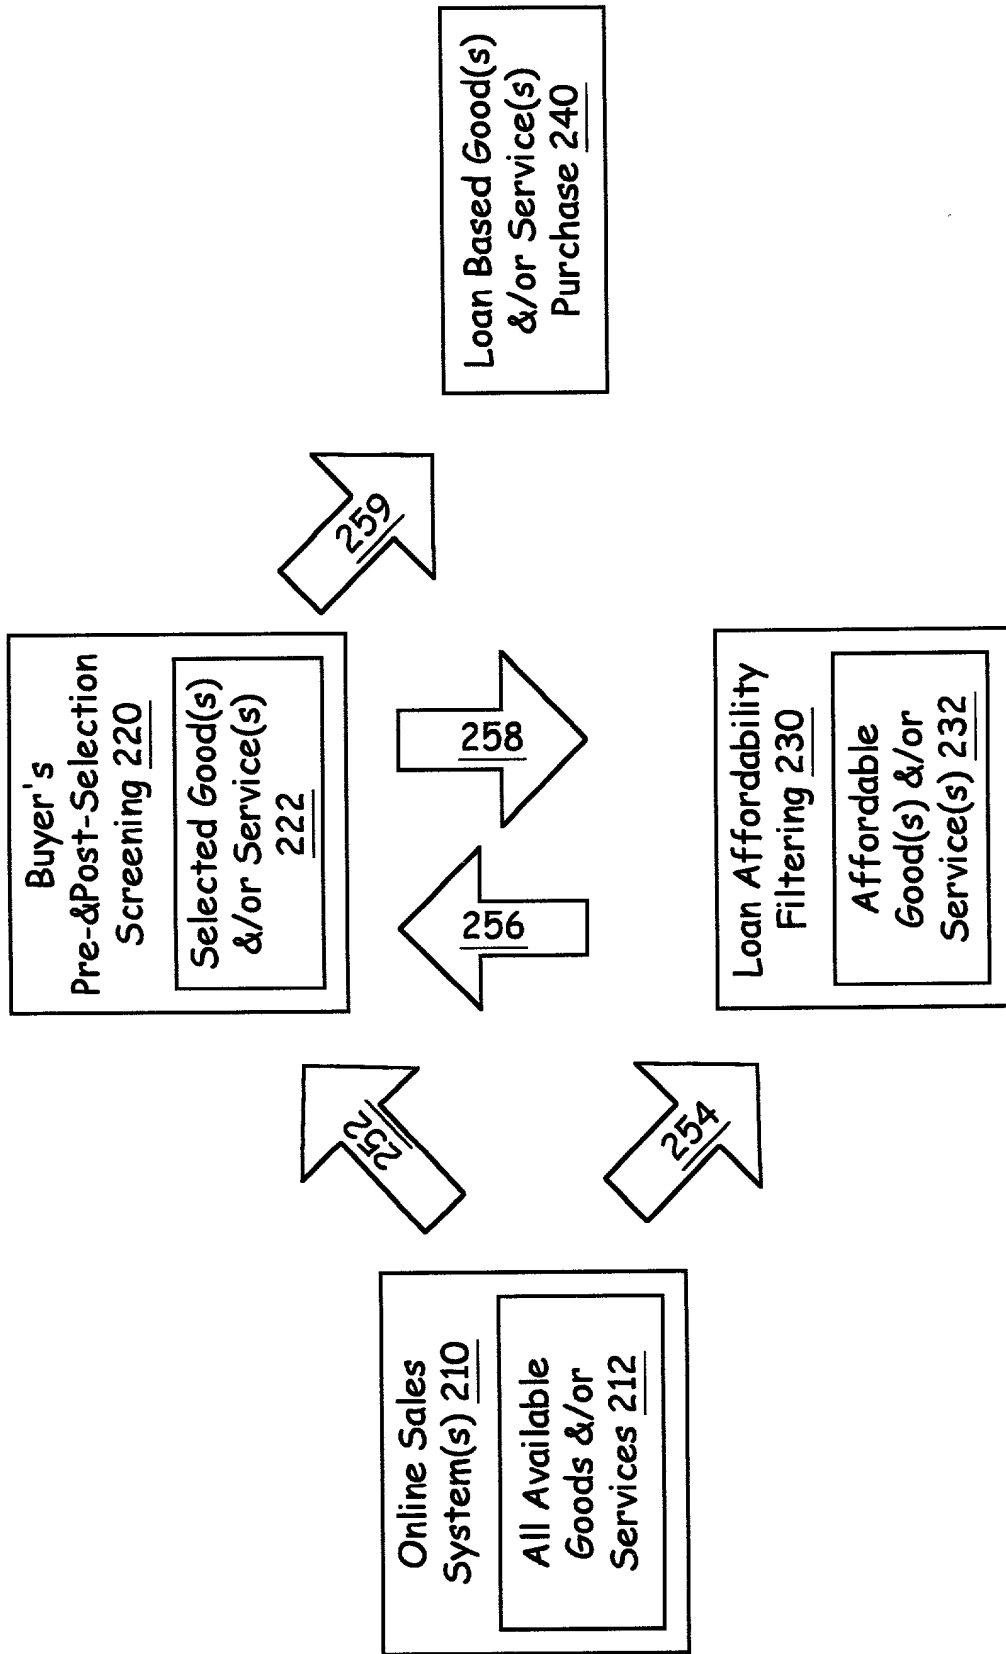 Online Sales
System(s) 210
All Available
Goods &/or
Services 212
252
254
Buyer's
Pre-&Post-Selection
Screening 220
Selected Good(s)
&/or Service(s)
222
256
258
Loan Affordability
Filtering 230
Affordable
Good(s) &/or
Service(s) 232
259
Loan Based Good(s)
&/or Service(s)
Purchase 240